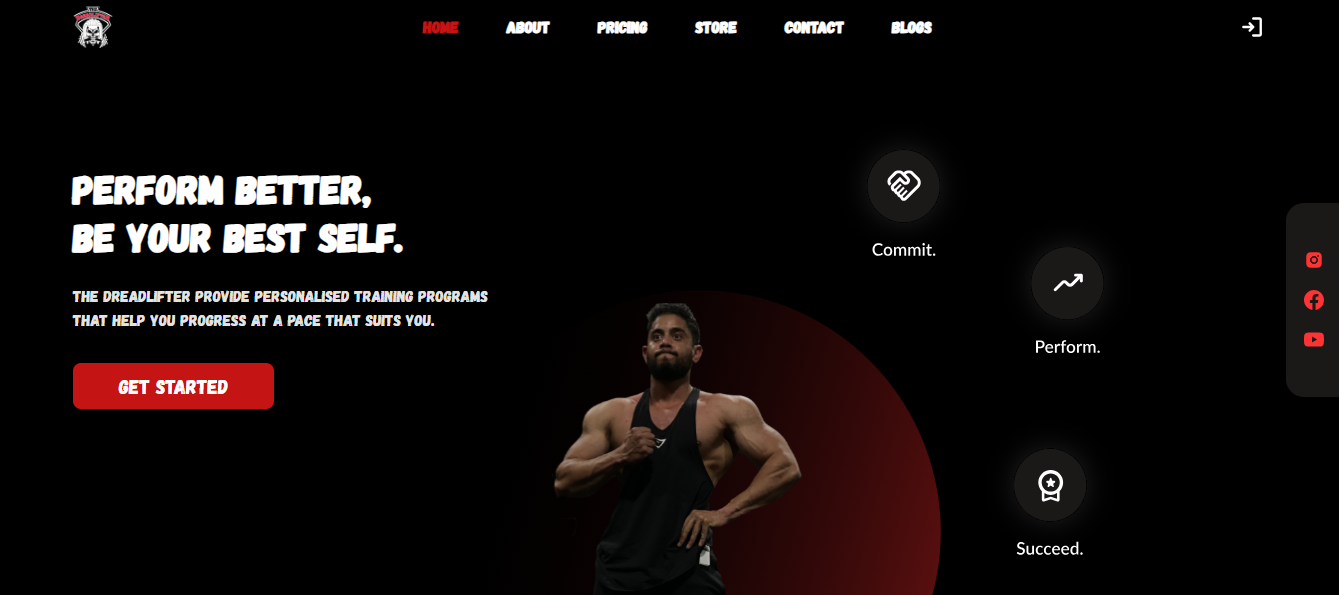 HOME ABOUT PRICING STORE CONTACT BLOGS
PERFORM BETTER,
BE YOUR BEST SELF.
THE DREADLIFTER PROVIDE PERSONALISED TRAINING PROGRAMS
THAT HELP YOU PROGRESS AT A PACE THAT SUITS YOU.
GET STARTED
Commit.
Perform.
Succeed.